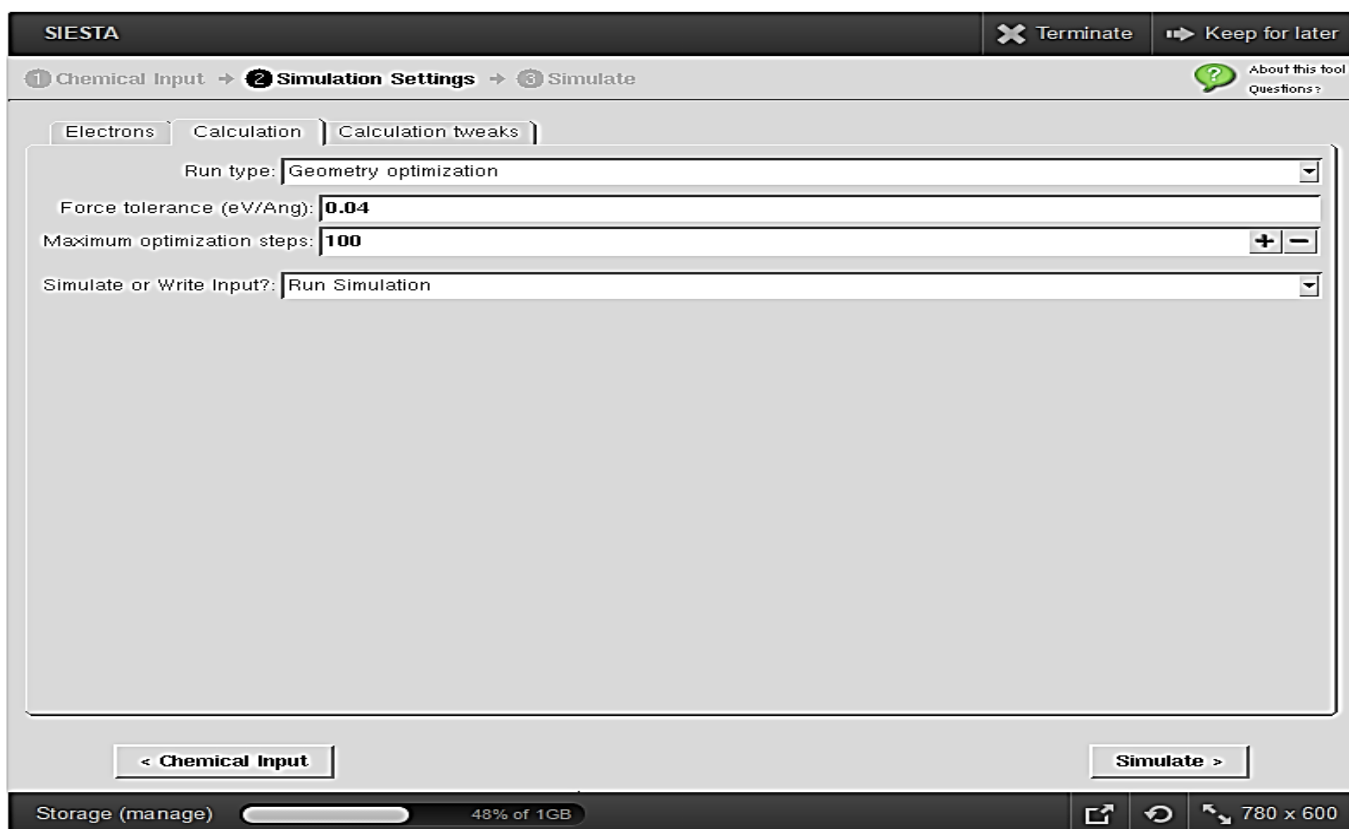 SIESTA Terminate Keep for later
1 Chemical Input → 2 Simulation Settings → 3 Simulate
? About this tool
Questions?
Electrons Calculation Calculation tweaks
Run type: Geometry optimization
Force tolerance (eV/Ang): 0.04
Maximum optimization steps: 100 + −
Simulate or Write Input?: Run Simulation
< Chemical Input Simulate >
Storage (manage) 48% of 1GB 780 x 600